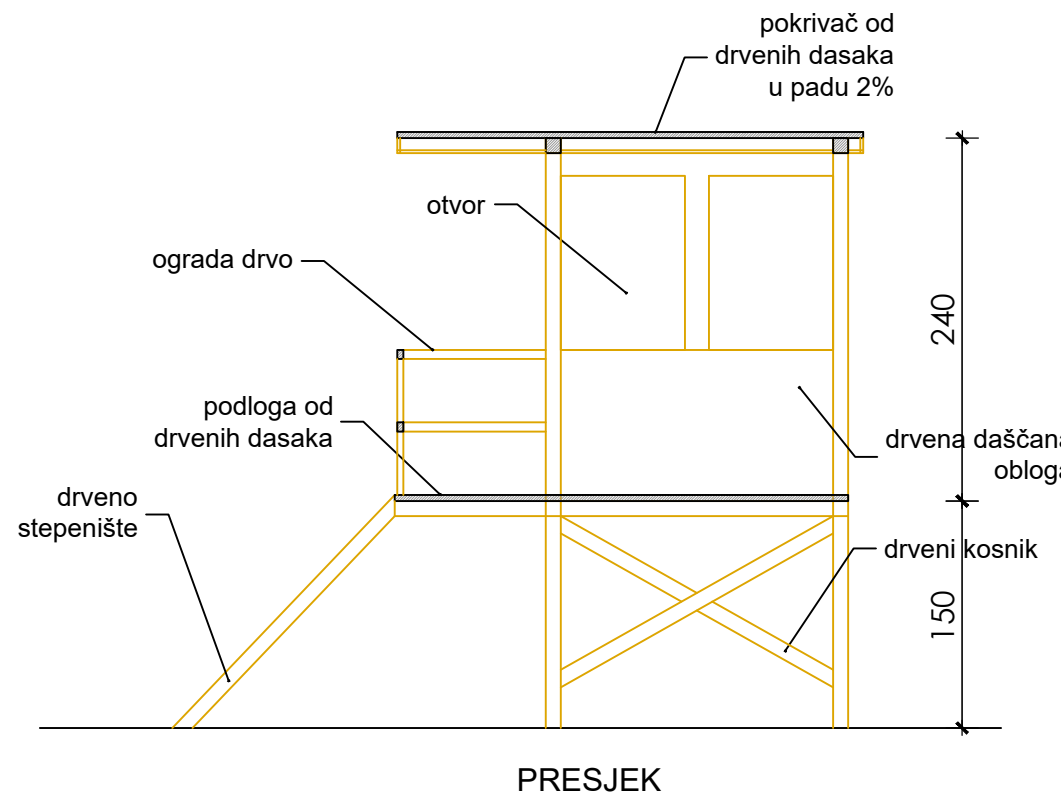 pokrivač od
drvenih dasaka
u padu 2%
otvor
ograda drvo
240
podloga od
drvenih dasaka
drvena daščana
obloga
drveno
stepenište
drveni kosnik
150
PRESJEK